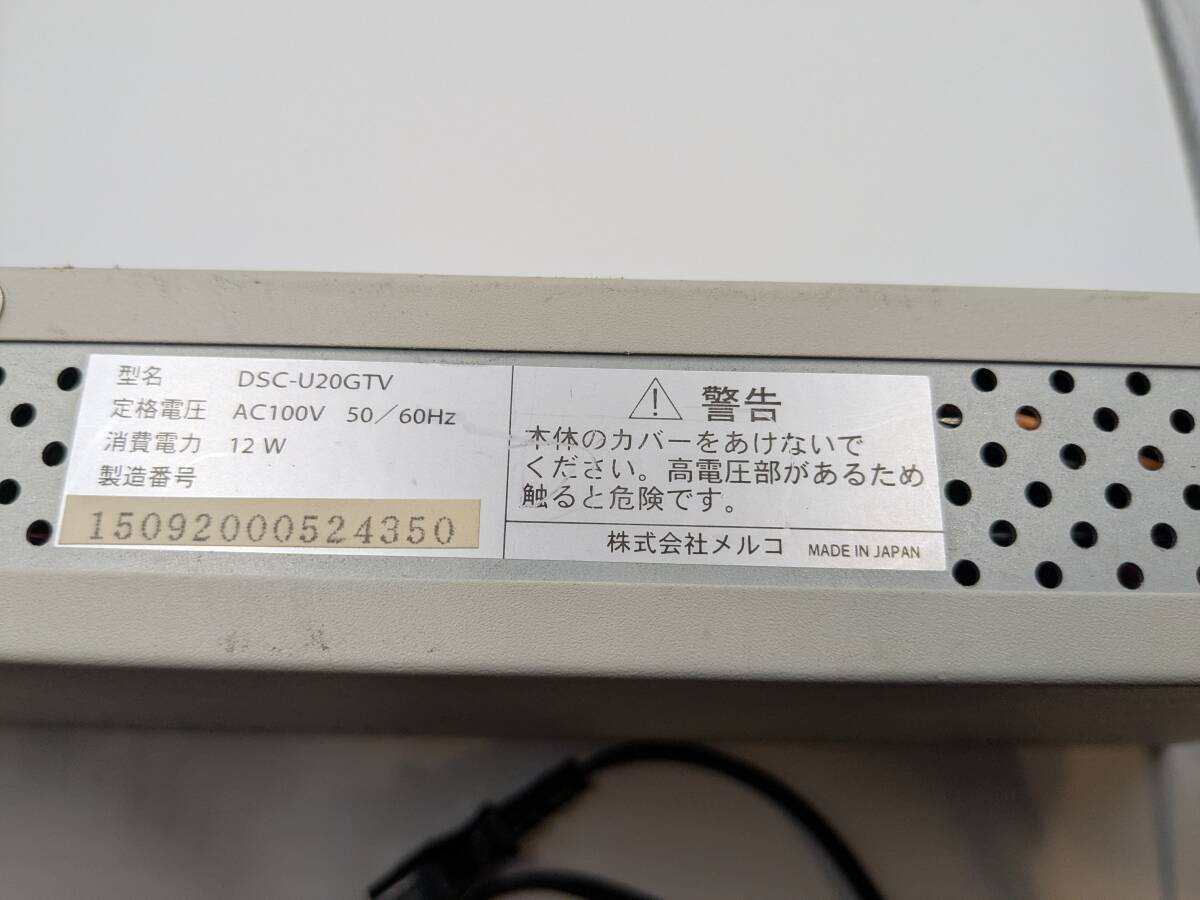 型名 DSC-U20GTV
定格電圧 AC100V 50／60Hz
消費電力 12 W
製造番号
15092000524350
警告
本体のカバーをあけないで
ください。高電圧部があるため
触ると危険です。
株式会社メルコ MADE IN JAPAN